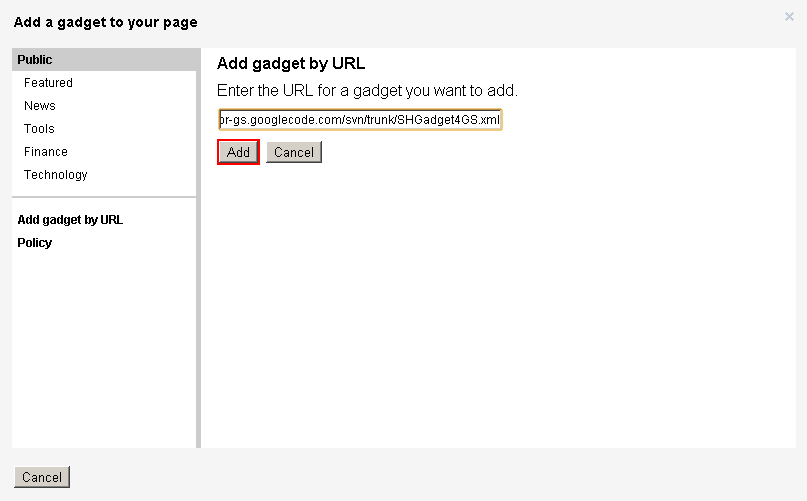 Add a gadget to your page
×
Public
Featured
News
Tools
Finance
Technology
Add gadget by URL
Policy
Add gadget by URL
Enter the URL for a gadget you want to add.
or-gs.googlecode.com/svn/trunk/SHGadget4GS.xml
Add Cancel
Cancel